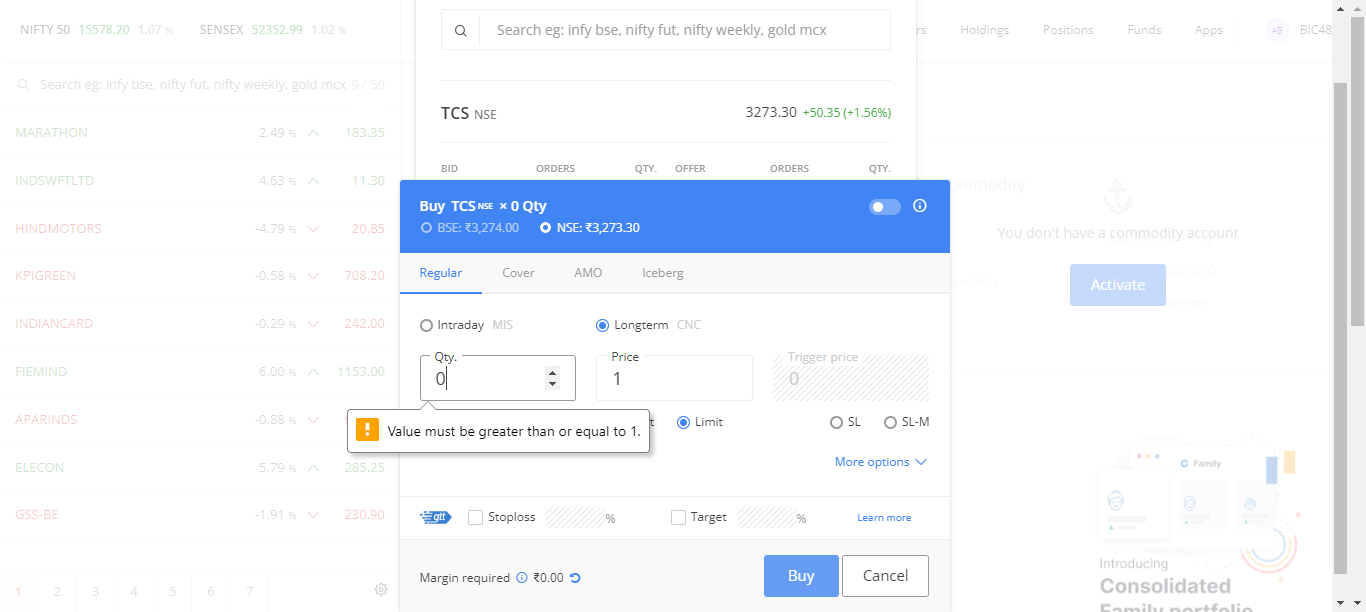 NIFTY 50 15578.20 1.07 %
SENSEX 52352.99 1.02 %
Search eg: infy bse, nifty fut, nifty weekly, gold mcx
Holdings
Positions
Funds
Apps
AB
BIC48
Search eg: infy bse, nifty fut, nifty weekly, gold mcx 9 / 50
MARATHON 2.49 % 183.35
INDSWFTLTD 4.63 % 11.30
HINDMOTORS -4.79 % 20.85
KPIGREEN -0.58 % 708.20
INDIANCARD -0.29 % 242.00
FIEMIND 6.00 % 1153.00
APARINDS -0.88 %
ELECON 5.79 % 285.25
GSS-BE -1.91 % 230.90
1 2 3 4 5 6 7
TCS NSE 3273.30 +50.35 (+1.56%)
BID ORDERS QTY. OFFER ORDERS QTY.
Buy TCS NSE × 0 Qty
BSE: ₹3,274.00 NSE: ₹3,273.30
Regular Cover AMO Iceberg
Intraday MIS Longterm CNC
Qty. Price Trigger price
0 1 0
Value must be greater than or equal to 1.
Limit SL SL-M
More options
gtt Stoploss % Target % Learn more
Margin required ₹0.00
Buy Cancel
You don't have a commodity account
Activate
Family
Introducing
Consolidated
Family portfolio